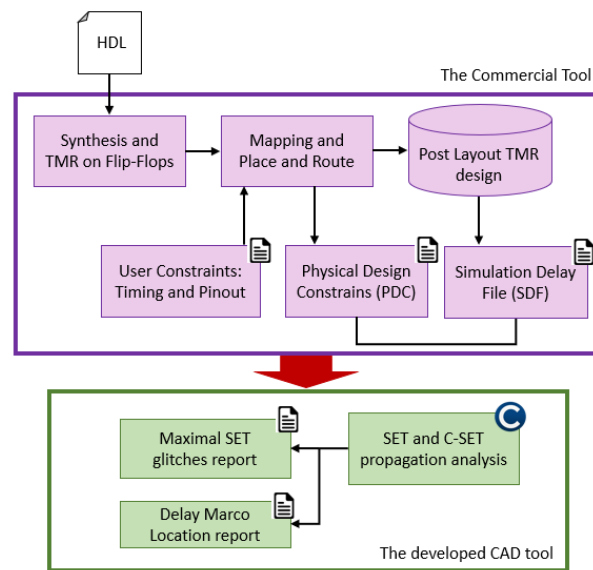 HDL
The Commercial Tool
Synthesis and
TMR on Flip-Flops
Mapping and
Place and Route
Post Layout TMR
design
User Constraints:
Timing and Pinout
Physical Design
Constrains (PDC)
Simulation Delay
File (SDF)
Maximal SET
glitches report
C
SET and C-SET
propagation analysis
Delay Marco
Location report
The developed CAD tool